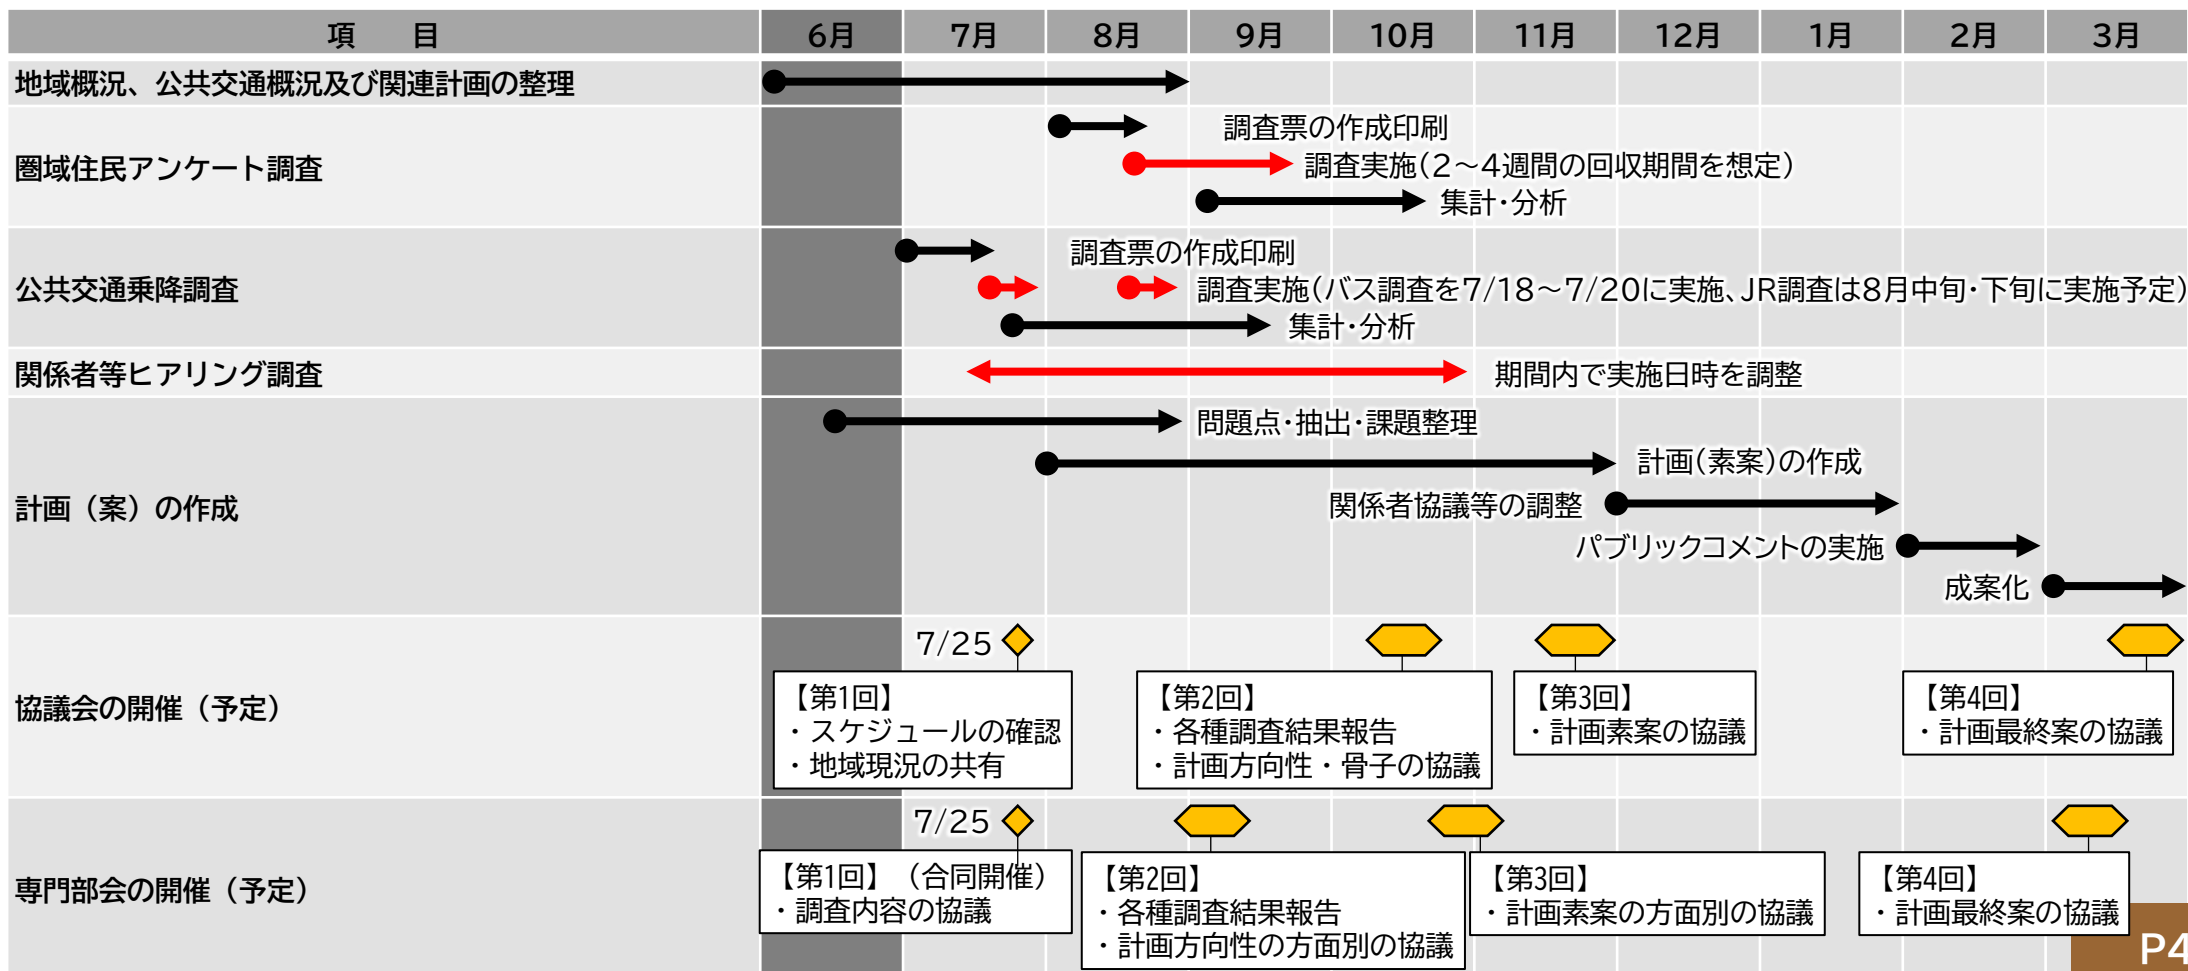 項　目　6月　7月　8月　9月　10月　11月　12月　1月　2月　3月
地域概況、公共交通概況及び関連計画の整理
圏域住民アンケート調査
調査票の作成印刷
調査実施(2～4週間の回収期間を想定)
集計・分析
公共交通乗降調査
調査票の作成印刷
調査実施(バス調査を7/18～7/20に実施、JR調査は8月中旬・下旬に実施予定)
集計・分析
関係者等ヒアリング調査
期間内で実施日時を調整
計画（案）の作成
問題点・抽出・課題整理
計画(素案)の作成
関係者協議等の調整
パブリックコメントの実施
成案化
協議会の開催（予定）
7/25
【第1回】
・スケジュールの確認
・地域現況の共有
【第2回】
・各種調査結果報告
・計画方向性・骨子の協議
【第3回】
・計画素案の協議
【第4回】
・計画最終案の協議
専門部会の開催（予定）
7/25
【第1回】（合同開催）
・調査内容の協議
【第2回】
・各種調査結果報告
・計画方向性の方面別の協議
【第3回】
・計画素案の方面別の協議
【第4回】
・計画最終案の協議
P4